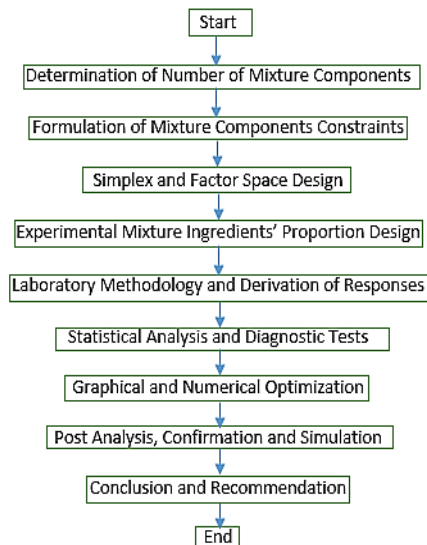 Start
Determination of Number of Mixture Components
Formulation of Mixture Components Constraints
Simplex and Factor Space Design
Experimental Mixture Ingredients’ Proportion Design
Laboratory Methodology and Derivation of Responses
Statistical Analysis and Diagnostic Tests
Graphical and Numerical Optimization
Post Analysis, Confirmation and Simulation
Conclusion and Recommendation
End